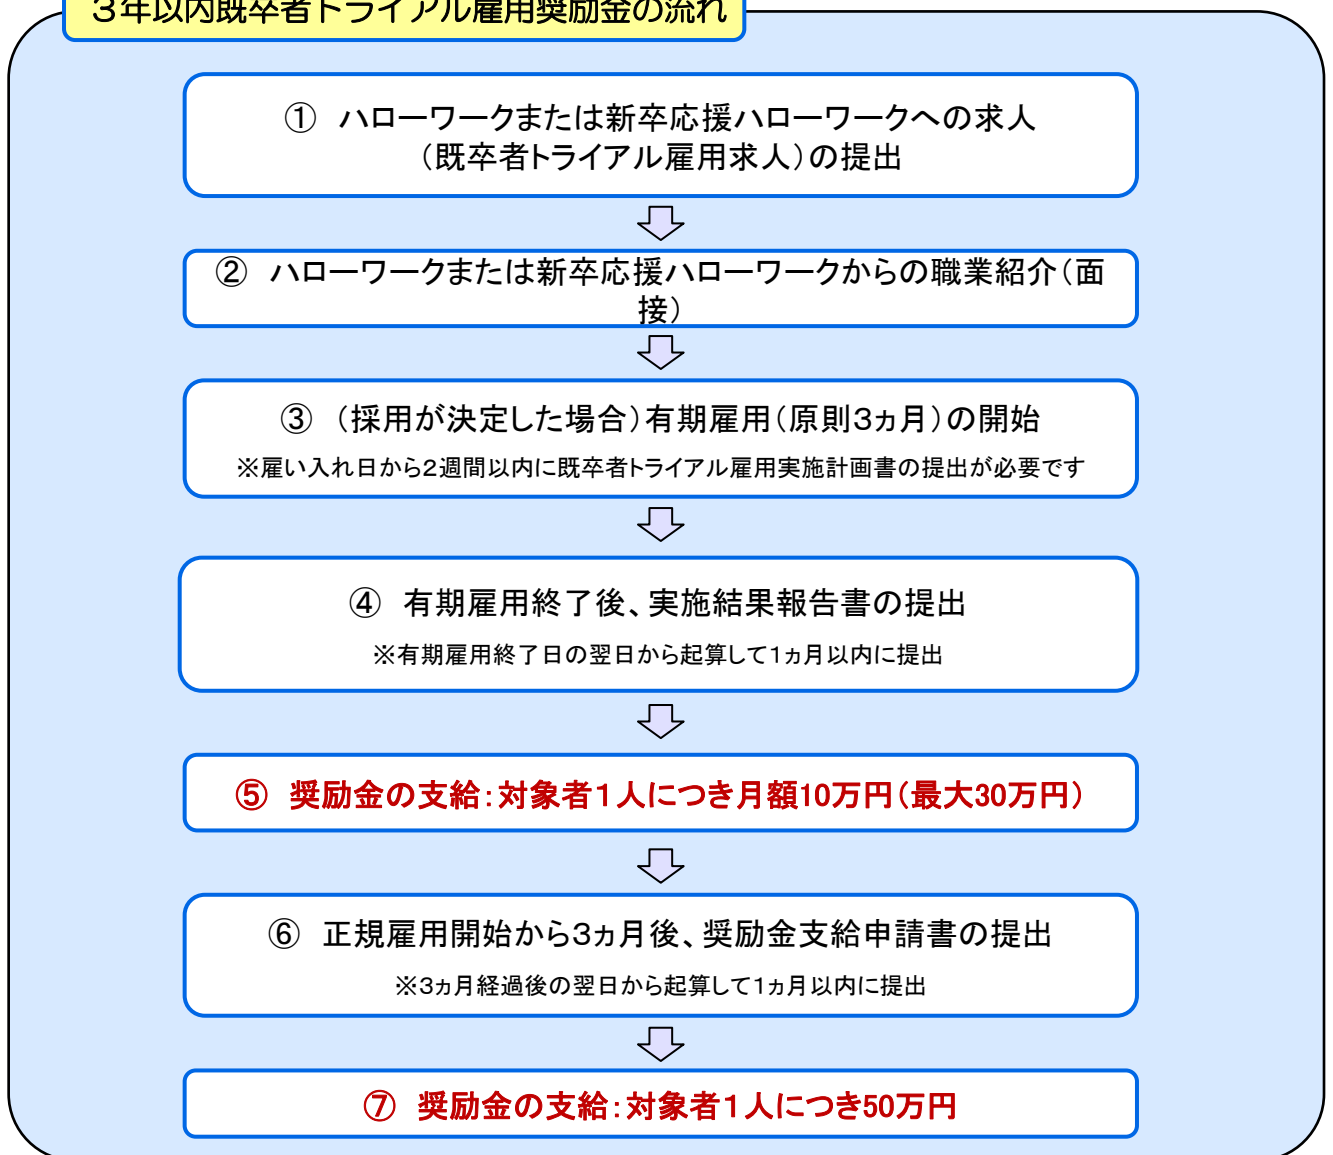 ３年以内既卒者トライアル雇用奨励金の流れ
① ハローワークまたは新卒応援ハローワークへの求人
（既卒者トライアル雇用求人）の提出
② ハローワークまたは新卒応援ハローワークからの職業紹介（面
接）
③ （採用が決定した場合）有期雇用（原則3ヵ月）の開始
※雇い入れ日から２週間以内に既卒者トライアル雇用実施計画書の提出が必要です
④ 有期雇用終了後、実施結果報告書の提出
※有期雇用終了日の翌日から起算して1ヵ月以内に提出
⑤ 奨励金の支給：対象者１人につき月額10万円（最大30万円）
⑥ 正規雇用開始から3ヵ月後、奨励金支給申請書の提出
※3ヵ月経過後の翌日から起算して1ヵ月以内に提出
⑦ 奨励金の支給：対象者１人につき50万円